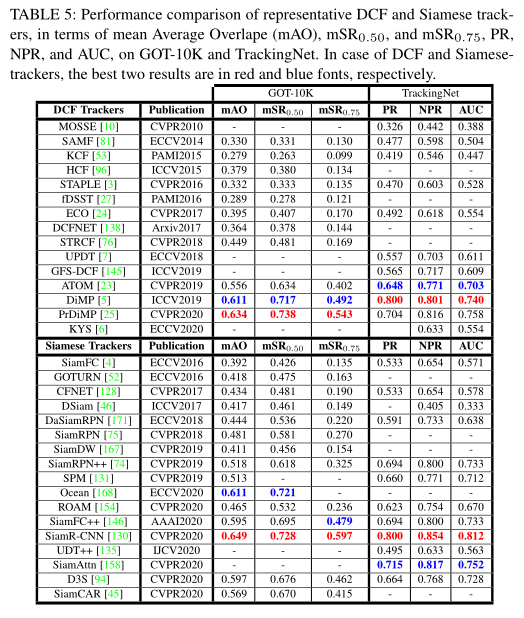 TABLE 5: Performance comparison of representative DCF and Siamese track-
ers, in terms of mean Average Overlape (mAO), mSR0.50, and mSR0.75, PR,
NPR, and AUC, on GOT-10K and TrackingNet. In case of DCF and Siamese-
trackers, the best two results are in red and blue fonts, respectively.
GOT-10K TrackingNet
DCF Trackers Publication mAO mSR0.50 mSR0.75 PR NPR AUC
MOSSE [10] CVPR2010 - - - 0.326 0.442 0.388
SAMF [81] ECCV2014 0.330 0.331 0.130 0.477 0.598 0.504
KCF [53] PAMI2015 0.279 0.263 0.099 0.419 0.546 0.447
HCF [96] ICCV2015 0.379 0.380 0.134 - - -
STAPLE [3] CVPR2016 0.332 0.333 0.135 0.470 0.603 0.528
fDSST [27] PAMI2016 0.289 0.278 0.121 - - -
ECO [24] CVPR2017 0.395 0.407 0.170 0.492 0.618 0.554
DCFNET [138] Arxiv2017 0.364 0.378 0.144 - - -
STRCF [76] CVPR2018 0.449 0.481 0.169 - - -
UPDT [7] ECCV2018 - - - 0.557 0.703 0.611
GFS-DCF [145] ICCV2019 - - - 0.565 0.717 0.609
ATOM [23] CVPR2019 0.556 0.634 0.402 0.648 0.771 0.703
DiMP [5] ICCV2019 0.611 0.717 0.492 0.800 0.801 0.740
PrDiMP [25] CVPR2020 0.634 0.738 0.543 0.704 0.816 0.758
KYS [6] ECCV2020 - - - - 0.633 0.554
Siamese Trackers Publication mAO mSR0.50 mSR0.75 PR NPR AUC
SiamFC [4] ECCV2016 0.392 0.426 0.135 0.533 0.654 0.571
GOTURN [52] ECCV2016 0.418 0.475 0.163 - - -
CFNET [128] CVPR2017 0.434 0.481 0.190 0.533 0.654 0.578
DSiam [46] ICCV2017 0.417 0.461 0.149 - 0.405 0.333
DaSiamRPN [171] ECCV2018 0.444 0.536 0.220 0.591 0.733 0.638
SiamRPN [75] CVPR2018 0.481 0.581 0.270 - - -
SiamDW [167] CVPR2019 0.411 0.456 0.154 - - -
SiamRPN++ [74] CVPR2019 0.518 0.618 0.325 0.694 0.800 0.733
SPM [131] CVPR2019 0.513 - - 0.660 0.771 0.712
Ocean [168] ECCV2020 0.611 0.721 - - - -
ROAM [154] CVPR2020 0.465 0.532 0.236 0.623 0.754 0.670
SiamFC++ [146] AAAI2020 0.595 0.695 0.479 0.694 0.800 0.733
SiamR-CNN [130] CVPR2020 0.649 0.728 0.597 0.800 0.854 0.812
UDT++ [135] IJCV2020 - - - 0.495 0.633 0.563
SiamAttn [158] CVPR2020 - - - 0.715 0.817 0.752
D3S [94] CVPR2020 0.597 0.676 0.462 0.664 0.768 0.728
SiamCAR [45] CVPR2020 0.569 0.670 0.415 - - -